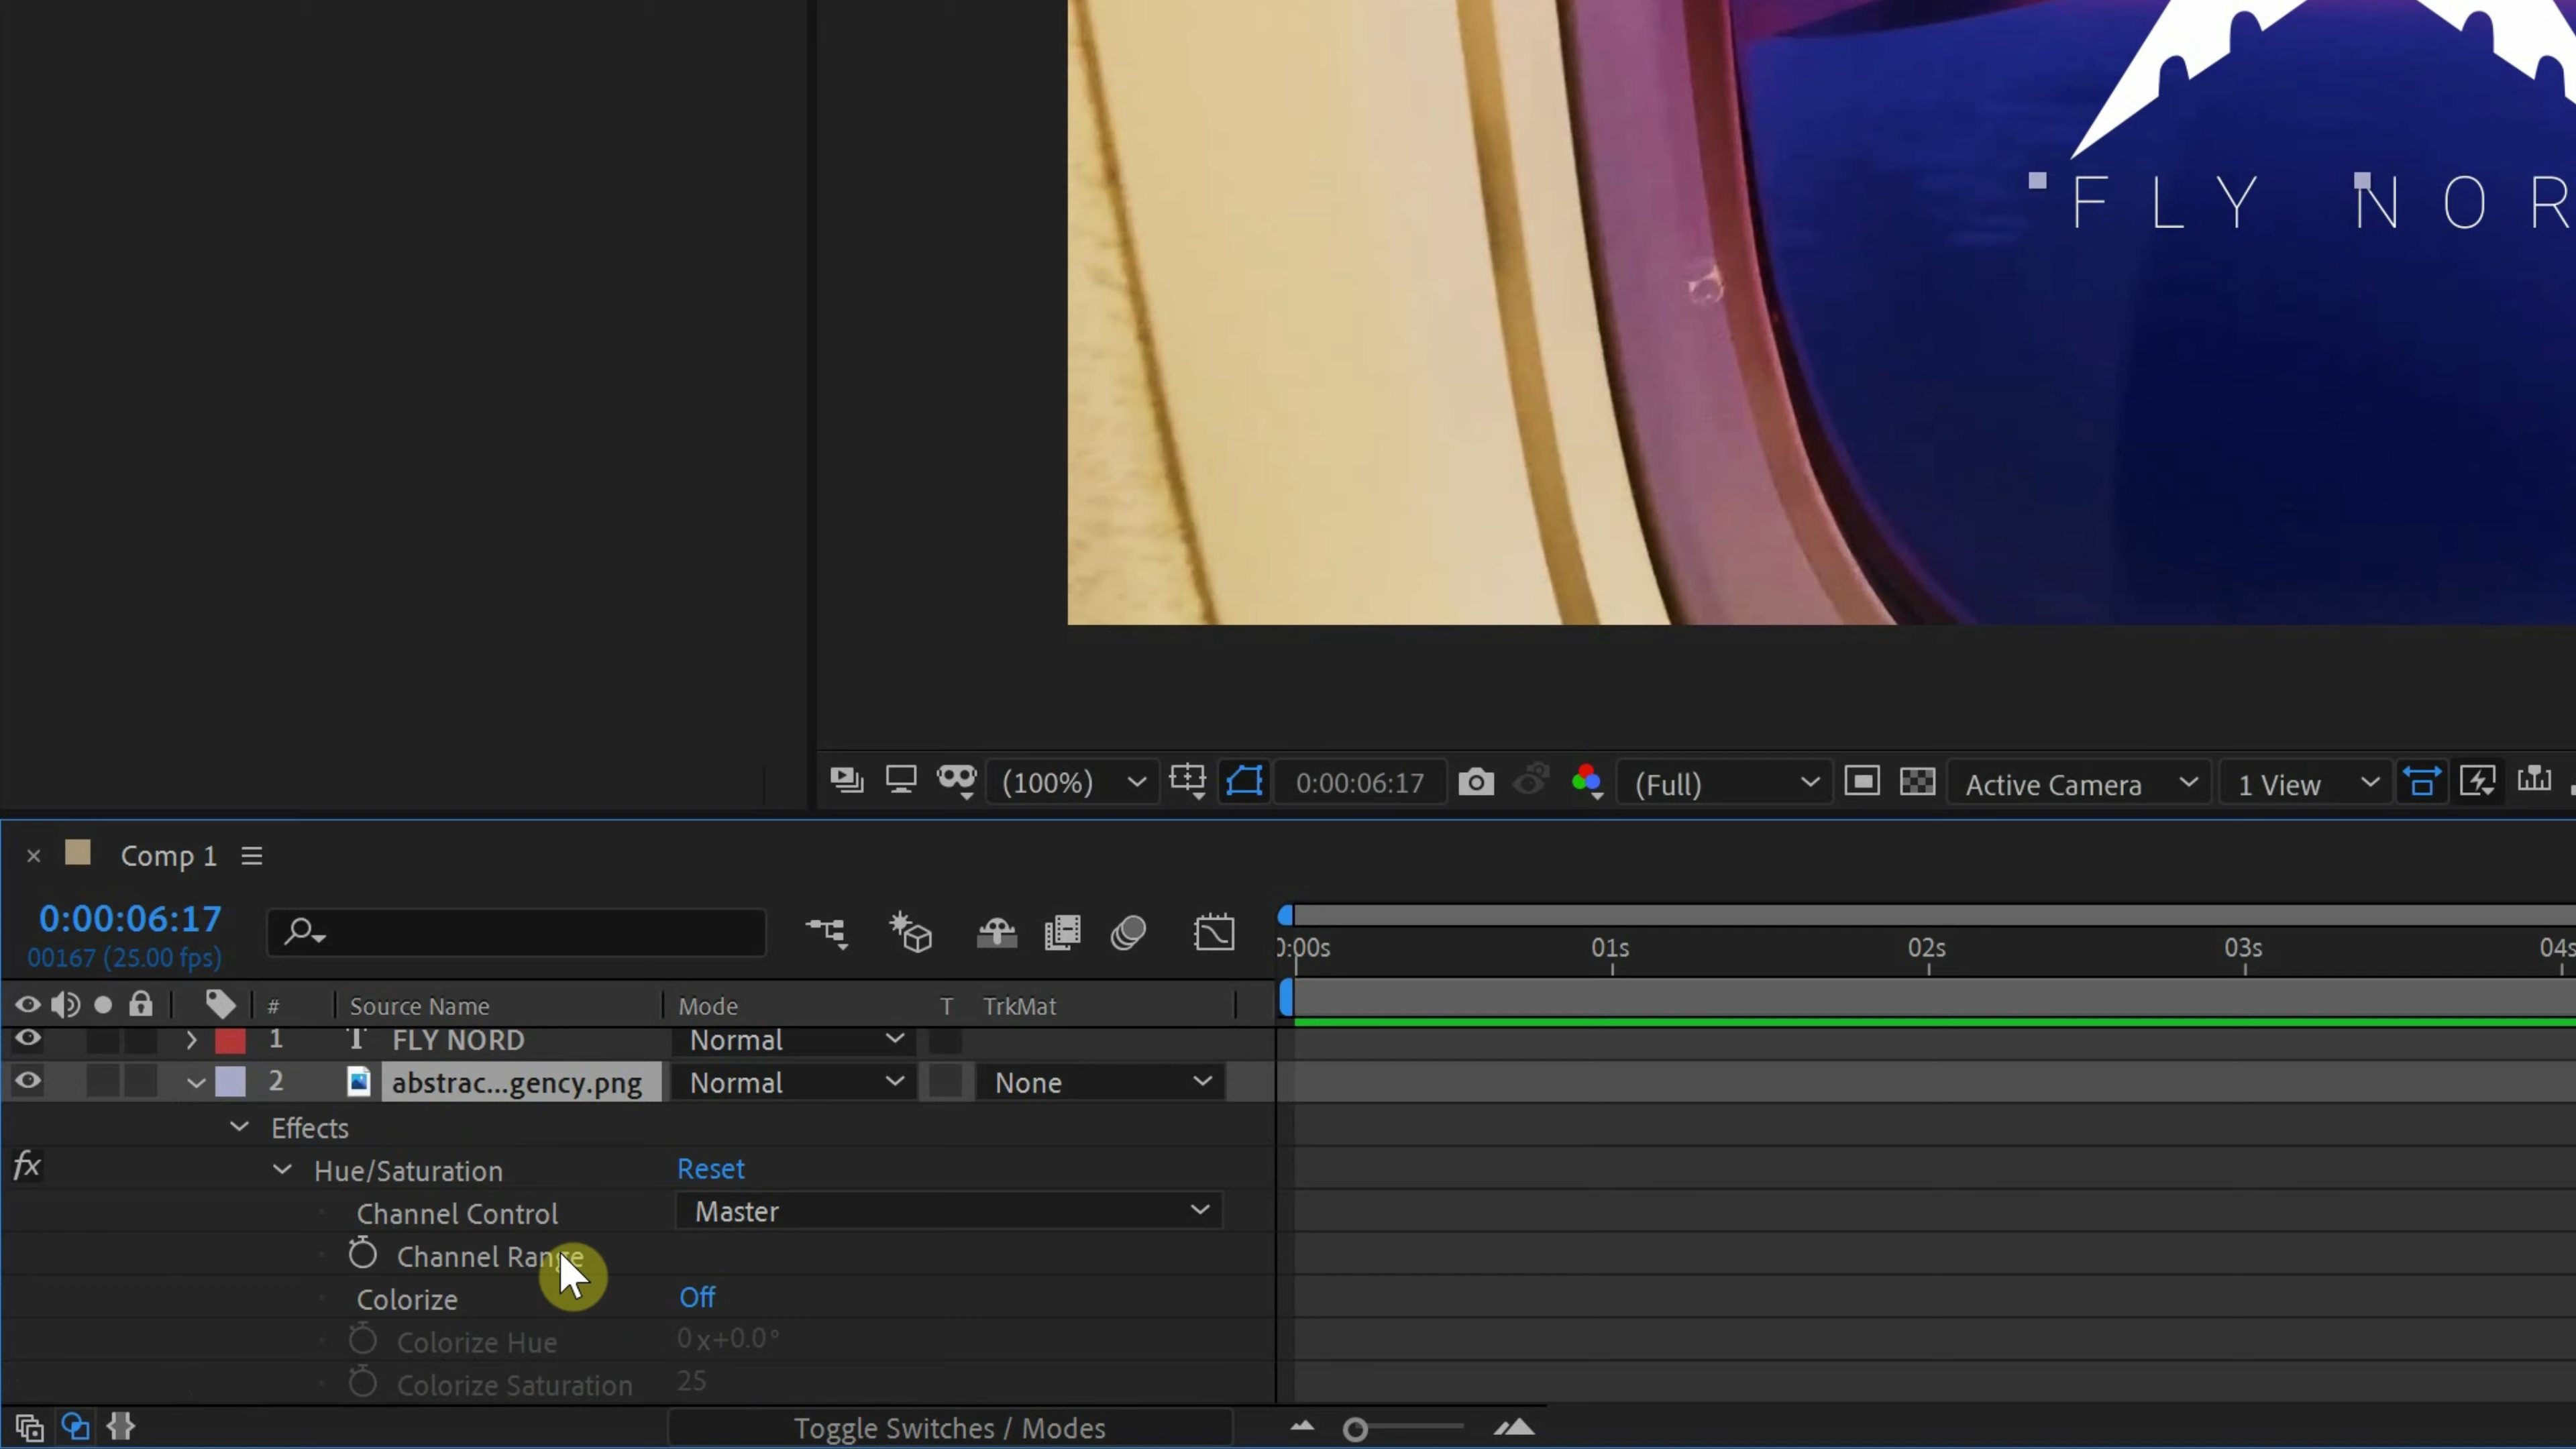 FLY NOR
(100%) 0:00:06:17 (Full) Active Camera 1 View
× Comp 1
0:00:06:17
00167 (25.00 fps)
0:00s 01s 02s 03s 04s
# Source Name Mode T TrkMat
1 T FLY NORD Normal
2 abstrac...gency.png Normal None
Effects
fx Hue/Saturation Reset
Channel Control Master
Channel Range
Colorize Off
Colorize Hue 0x+0.0°
Colorize Saturation 25
Toggle Switches / Modes